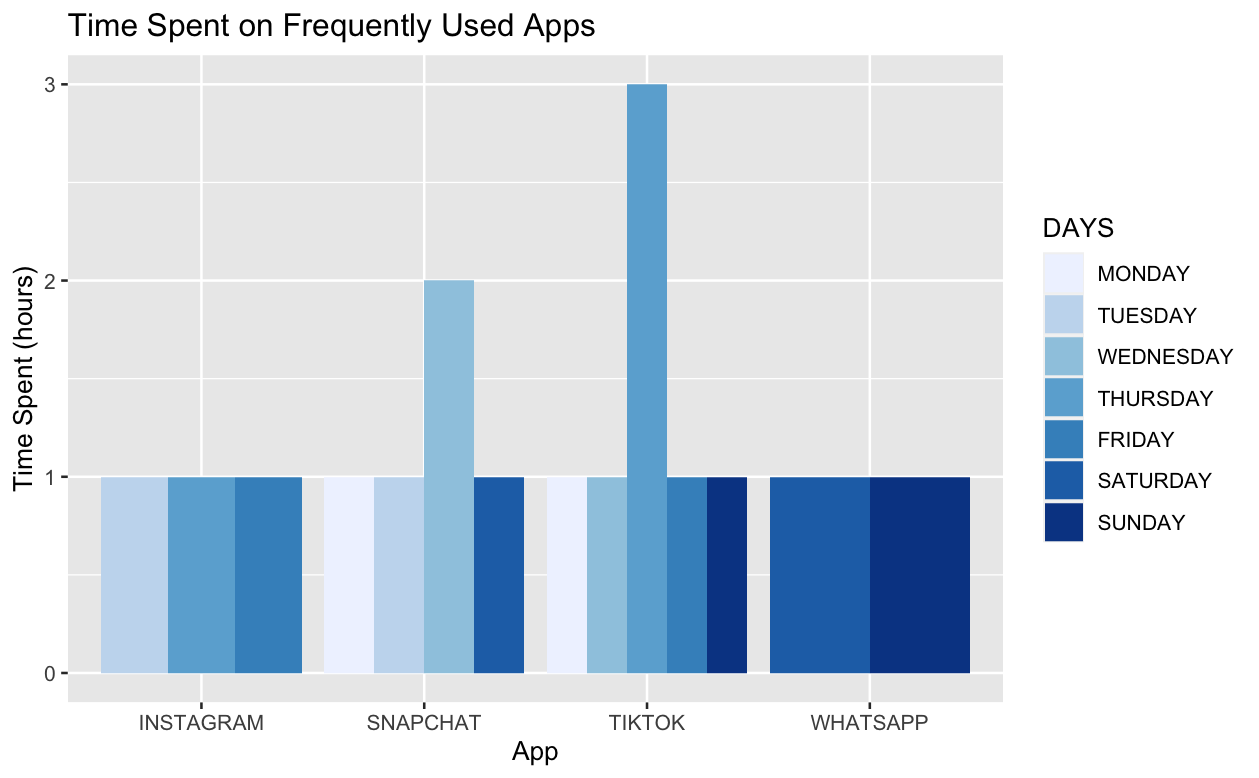 Time Spent on Frequently Used Apps
3
2
1
0
Time Spent (hours)
INSTAGRAM SNAPCHAT TIKTOK WHATSAPP
App
DAYS
MONDAY
TUESDAY
WEDNESDAY
THURSDAY
FRIDAY
SATURDAY
SUNDAY